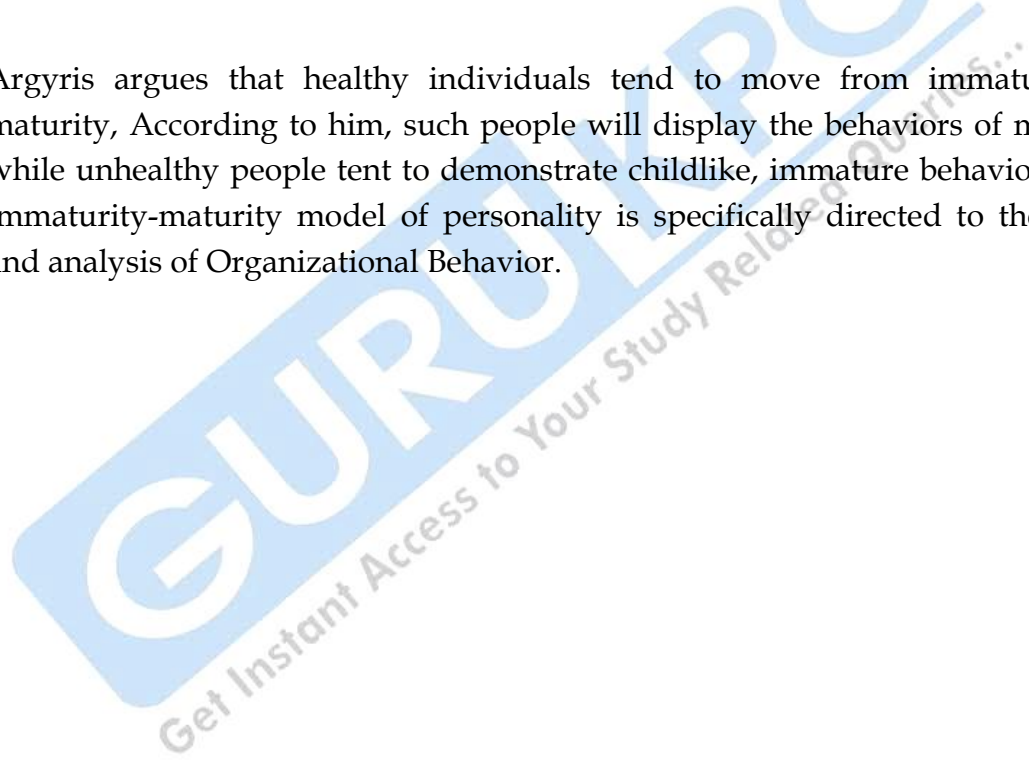 Argyris argues that healthy individuals tend to move from immatu
maturity, According to him, such people will display the behaviors of m
while unhealthy people tent to demonstrate childlike, immature behavio
mmaturity-maturity model of personality is specifically directed to the
and analysis of Organizational Behavior.
GURUKPO
Get Instant Access to Your Study Related Queries...